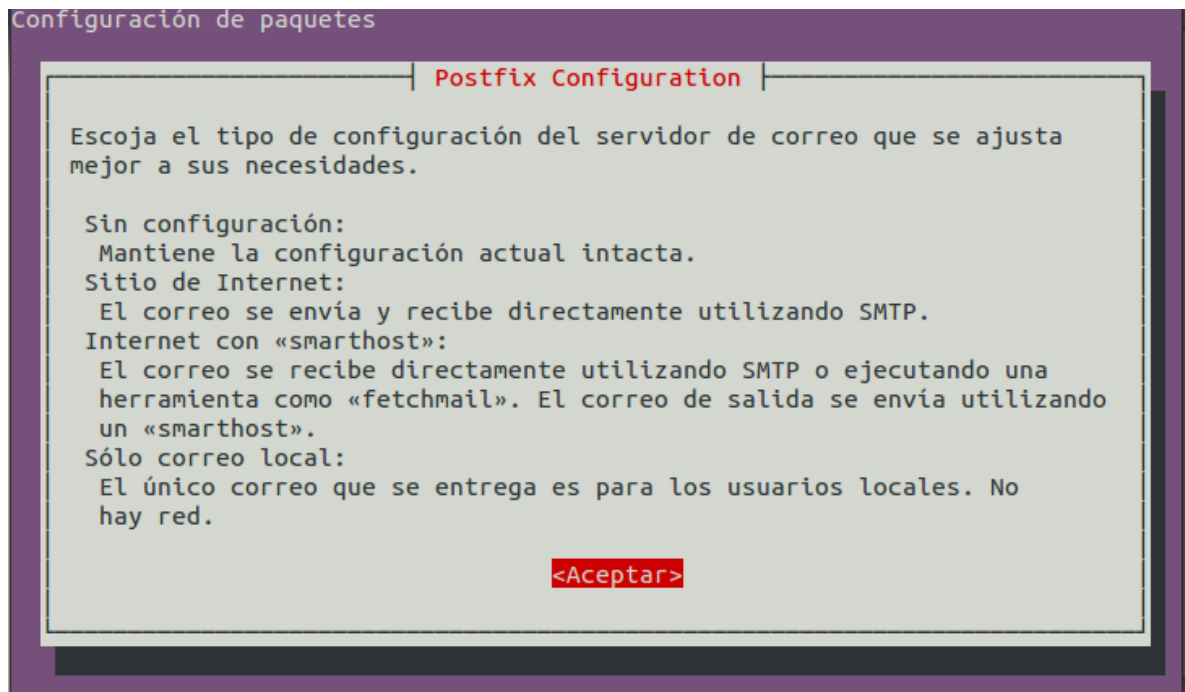 Configuración de paquetes
Postfix Configuration
Escoja el tipo de configuración del servidor de correo que se ajusta
mejor a sus necesidades.
Sin configuración:
Mantiene la configuración actual intacta.
Sitio de Internet:
El correo se envía y recibe directamente utilizando SMTP.
Internet con «smarthost»:
El correo se recibe directamente utilizando SMTP o ejecutando una
herramienta como «fetchmail». El correo de salida se envía utilizando
un «smarthost».
Sólo correo local:
El único correo que se entrega es para los usuarios locales. No
hay red.
<Aceptar>